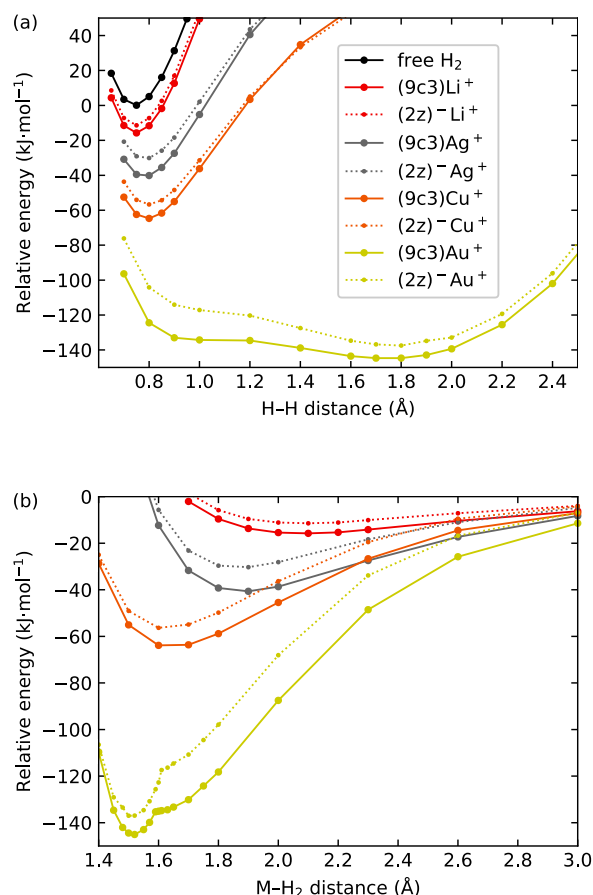 (a)
40
20
0
−20
−40
−60
−80
−100
−120
−140
Relative energy (kJ·mol⁻¹)
free H₂
(9c3)Li⁺
(2z)⁻Li⁺
(9c3)Ag⁺
(2z)⁻Ag⁺
(9c3)Cu⁺
(2z)⁻Cu⁺
(9c3)Au⁺
(2z)⁻Au⁺
0.8 1.0 1.2 1.4 1.6 1.8 2.0 2.2 2.4
H–H distance (Å)
(b)
0
−20
−40
−60
−80
−100
−120
−140
Relative energy (kJ·mol⁻¹)
1.4 1.6 1.8 2.0 2.2 2.4 2.6 2.8 3.0
M–H₂ distance (Å)